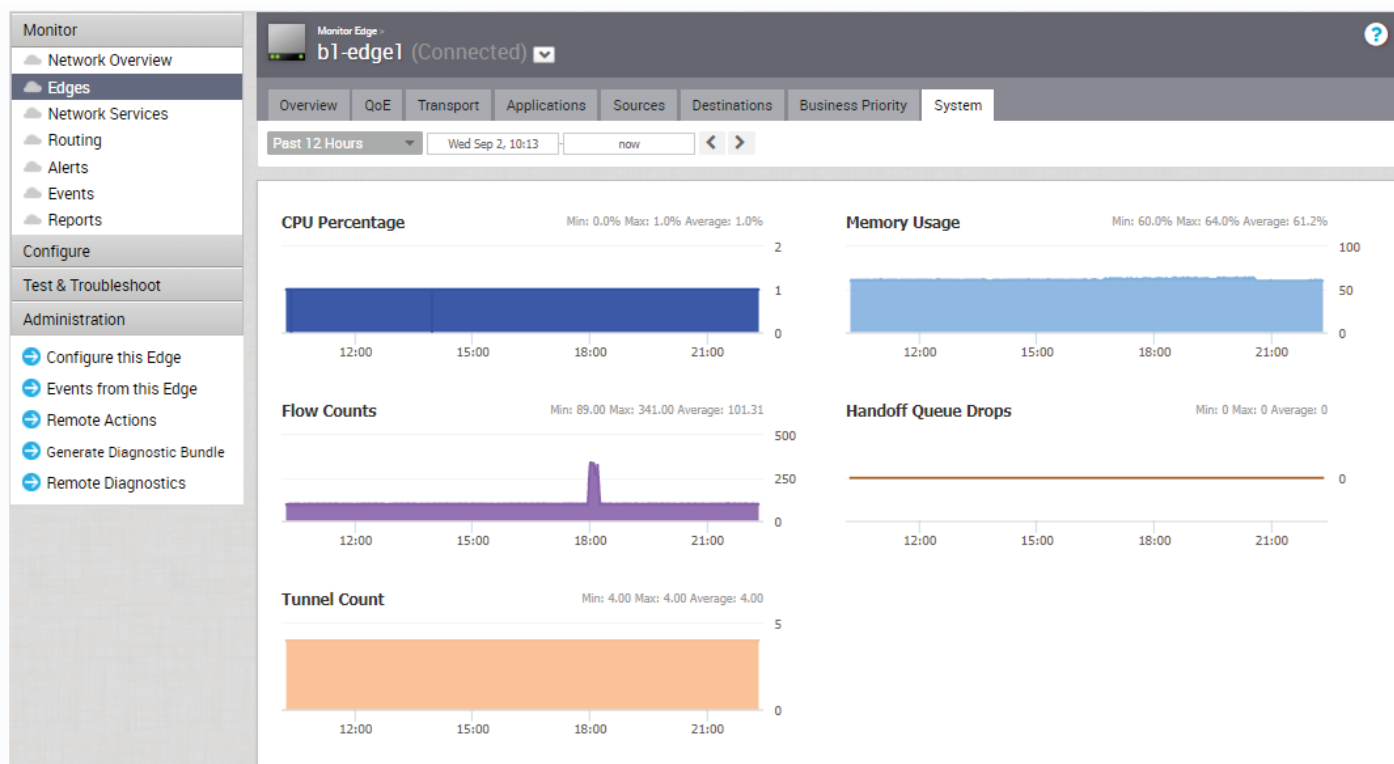 Monitor
Network Overview
Edges
Network Services
Routing
Alerts
Events
Reports
Configure
Test & Troubleshoot
Administration
Configure this Edge
Events from this Edge
Remote Actions
Generate Diagnostic Bundle
Remote Diagnostics
Monitor Edge >
b1-edge1 (Connected)
?
Overview QoE Transport Applications Sources Destinations Business Priority System
Past 12 Hours Wed Sep 2, 10:13 - now
CPU Percentage Min: 0.0% Max: 1.0% Average: 1.0%
2
1
0
12:00 15:00 18:00 21:00
Memory Usage Min: 60.0% Max: 64.0% Average: 61.2%
100
50
0
12:00 15:00 18:00 21:00
Flow Counts Min: 89.00 Max: 341.00 Average: 101.31
500
250
0
12:00 15:00 18:00 21:00
Handoff Queue Drops Min: 0 Max: 0 Average: 0
0
12:00 15:00 18:00 21:00
Tunnel Count Min: 4.00 Max: 4.00 Average: 4.00
5
0
12:00 15:00 18:00 21:00